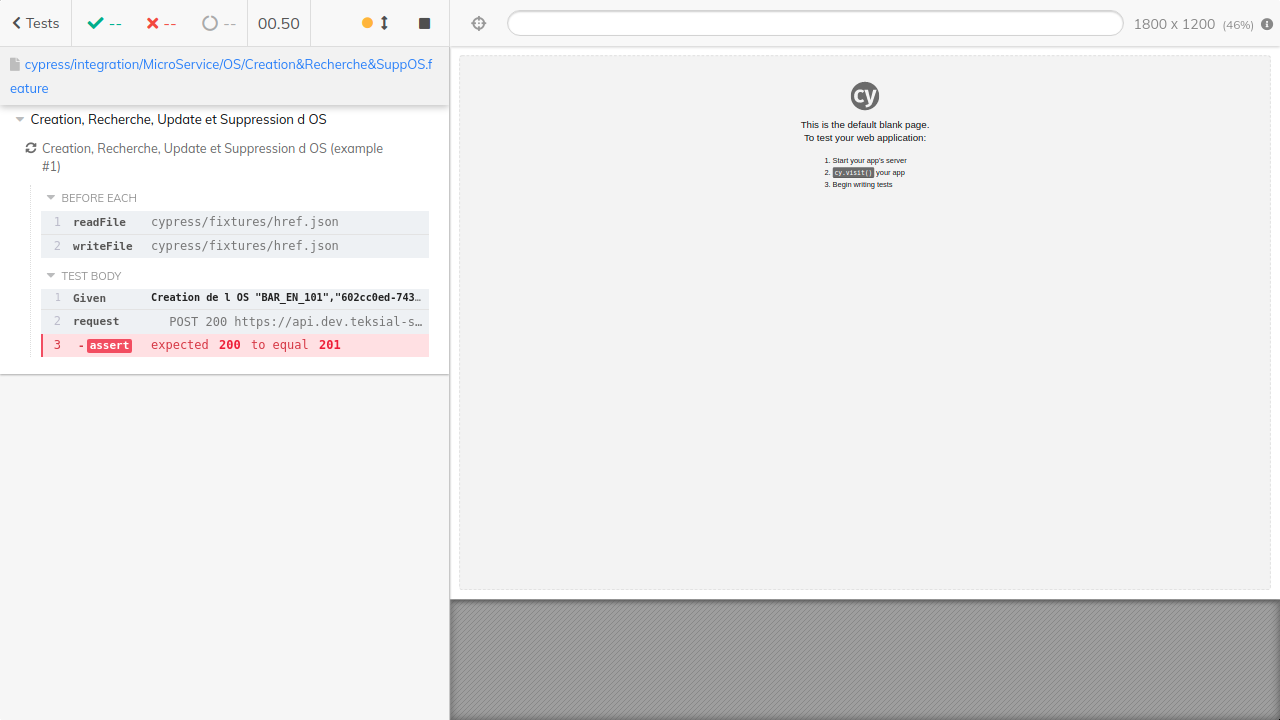 Tests
--
--
--
00.50
1800 x 1200 (46%)
cypress/integration/MicroService/OS/Creation&Recherche&SuppOS.f
eature
Creation, Recherche, Update et Suppression d OS
Creation, Recherche, Update et Suppression d OS (example
#1)
BEFORE EACH
1 readFile cypress/fixtures/href.json
2 writeFile cypress/fixtures/href.json
TEST BODY
1 Given Creation de l OS "BAR_EN_101","602cc0ed-743…
2 request POST 200 https://api.dev.teksial-s…
3 -assert expected 200 to equal 201
cy
This is the default blank page.
To test your web application:
1. Start your app's server
2. cy.visit() your app
3. Begin writing tests